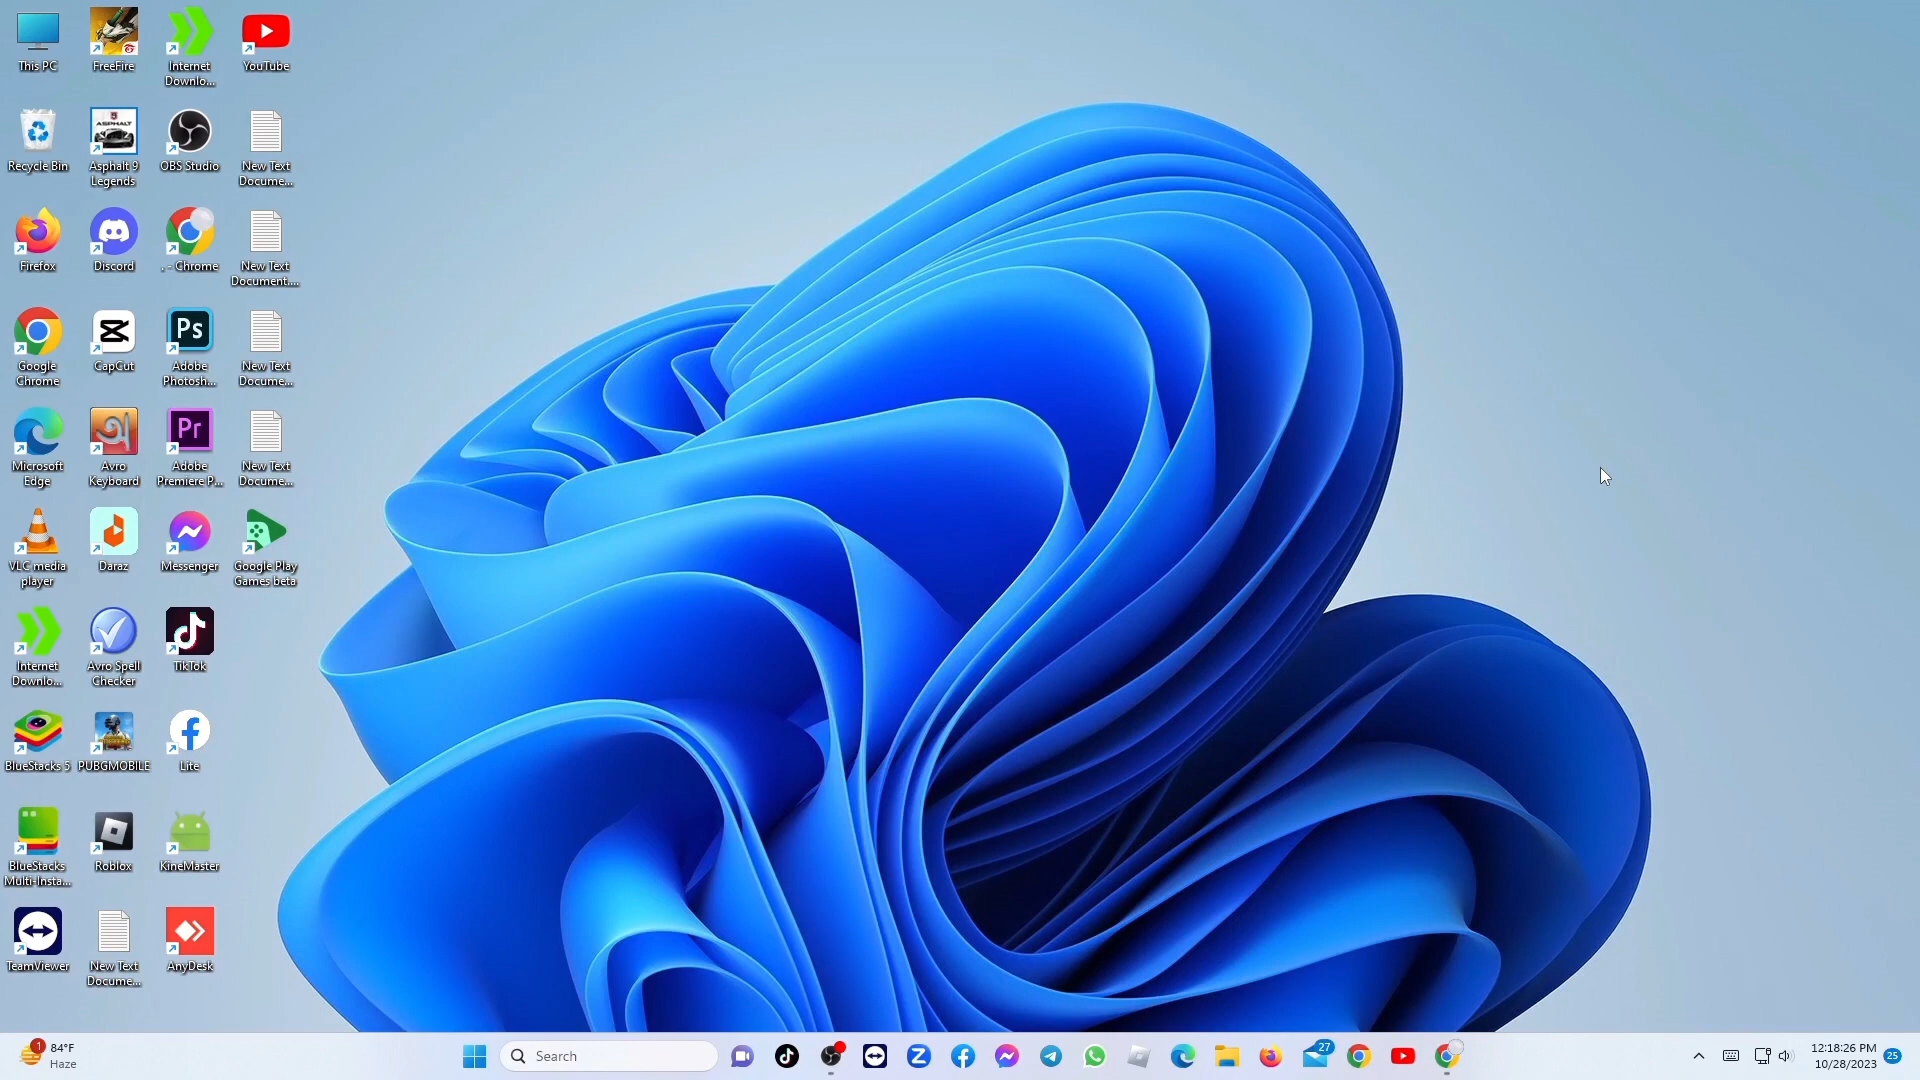 This PC
FreeFire
Internet
Downlo...
YouTube
Recycle Bin
ASPHALT
Asphalt 9
Legends
OBS Studio
New Text
Docume...
Firefox
Discord
, - Chrome
New Text
Document....
Google
Chrome
CapCut
Ps
Adobe
Photosh...
New Text
Docume...
Microsoft
Edge
Avro
Keyboard
Pr
Adobe
Premiere P...
New Text
Docume...
VLC media
player
Daraz
Messenger
Google Play
Games beta
Internet
Downlo...
Avro Spell
Checker
TikTok
BlueStacks 5
PUBGMOBILE
Lite
BlueStacks
Multi-Insta...
Roblox
KineMaster
TeamViewer
New Text
Docume...
AnyDesk
1
84°F
Haze
Search
27
12:18:26 PM
10/28/2023
25